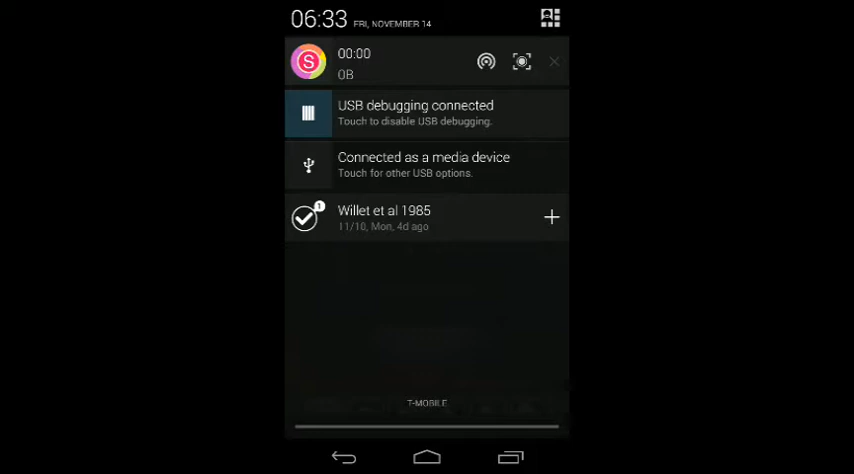 06:33 FRI, NOVEMBER 14
S
00:00
0B
USB debugging connected
Touch to disable USB debugging.
Connected as a media device
Touch for other USB options.
1
Willet et al 1985
11/10, Mon, 4d ago
T-MOBILE